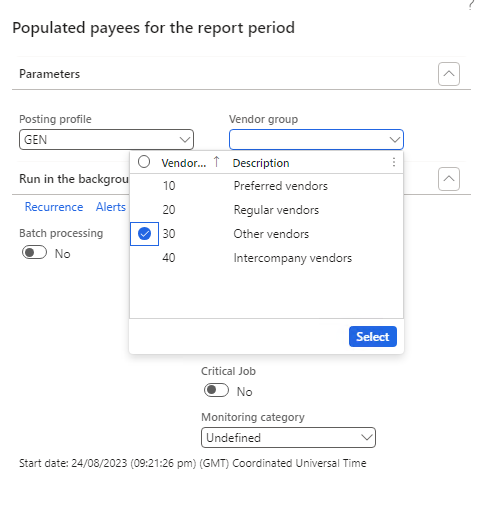 ?
Populated payees for the report period
Parameters
Posting profile Vendor group
GEN
Vendor... ↑ Description
10 Preferred vendors
Run in the backgrou
20 Regular vendors
Recurrence Alerts
30 Other vendors
Batch processing
No
40 Intercompany vendors
Select
Critical Job
No
Monitoring category
Undefined
Start date: 24/08/2023 (09:21:26 pm) (GMT) Coordinated Universal Time